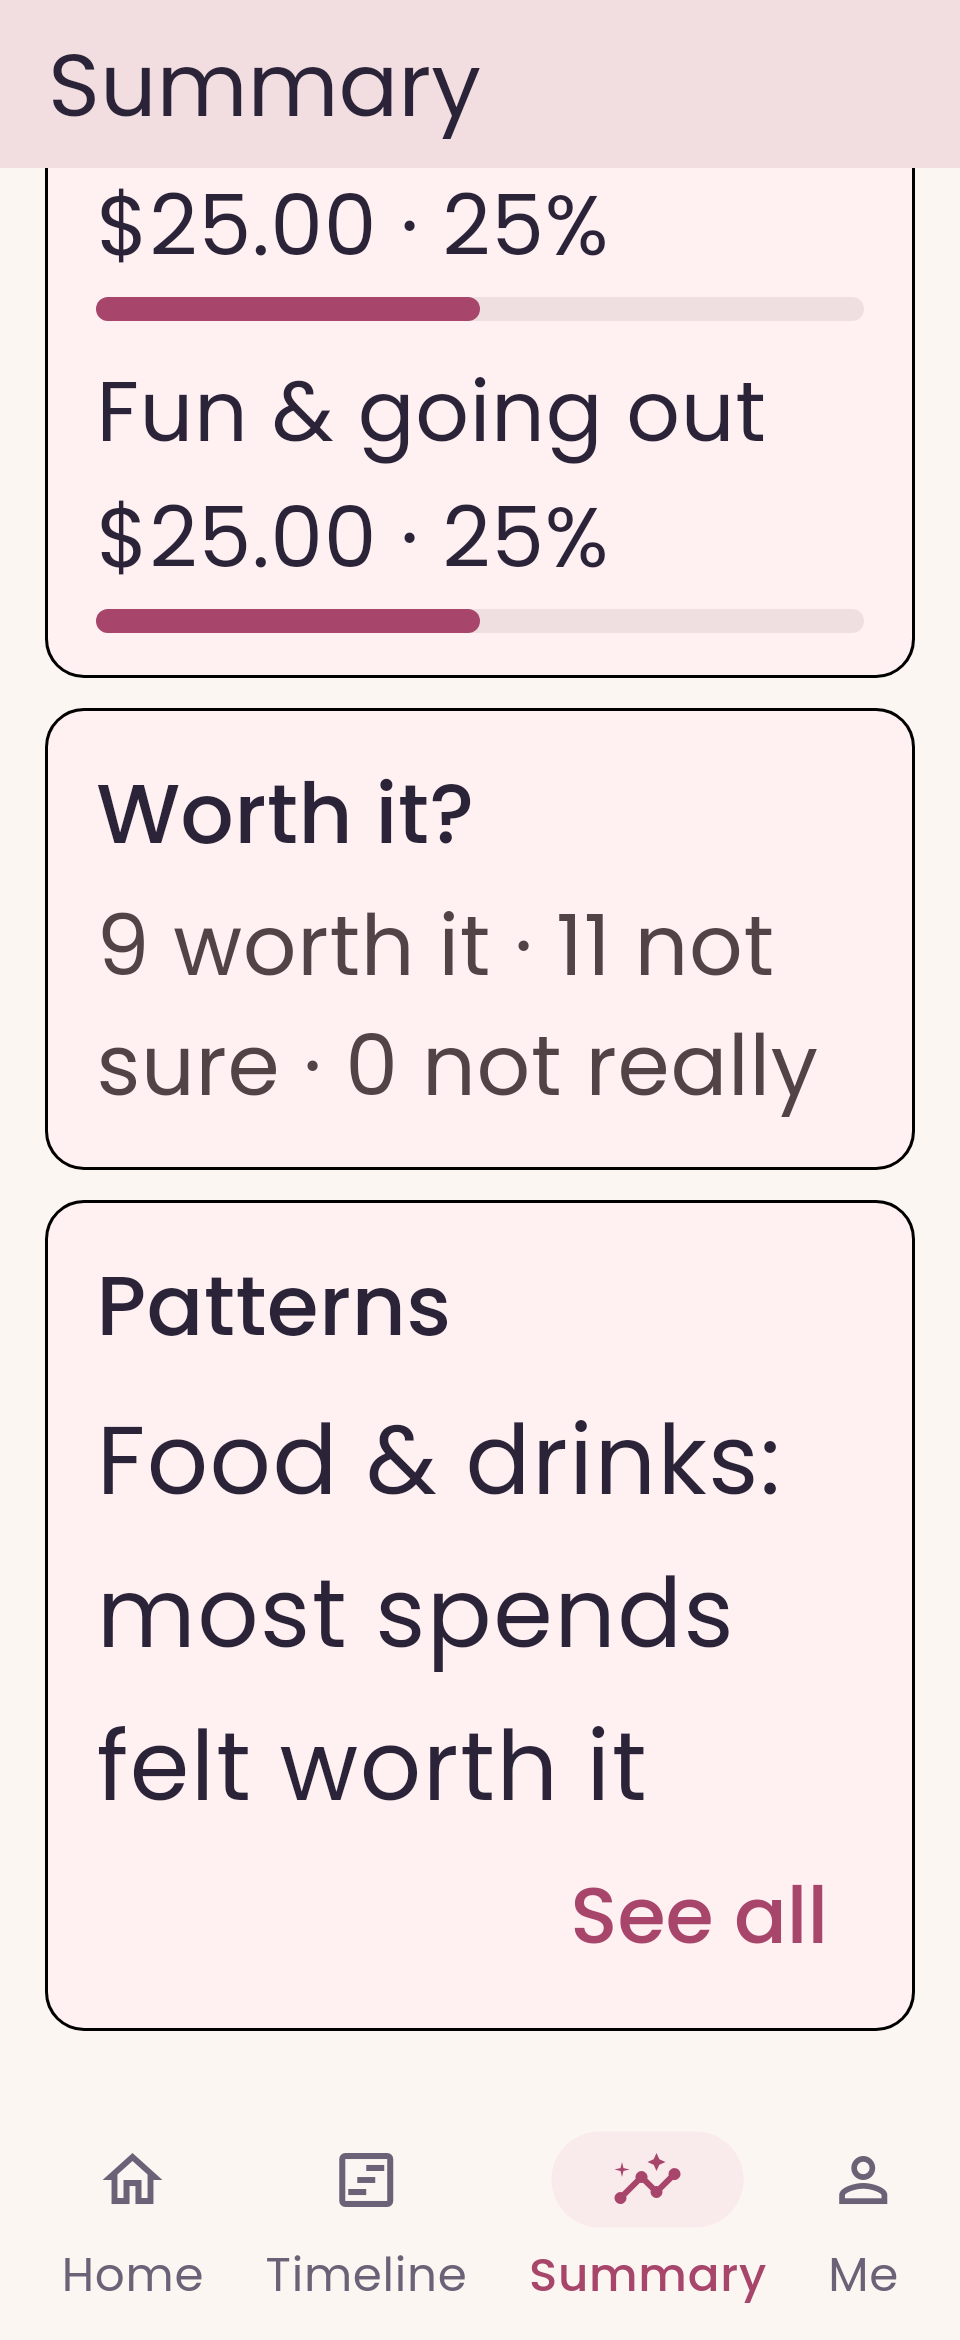 Summary
$25.00 · 25%
Fun & going out
$25.00 · 25%
Worth it?
9 worth it · 11 not
sure · 0 not really
Patterns
Food & drinks:
most spends
felt worth it
See all
Home
Timeline
Summary
Me